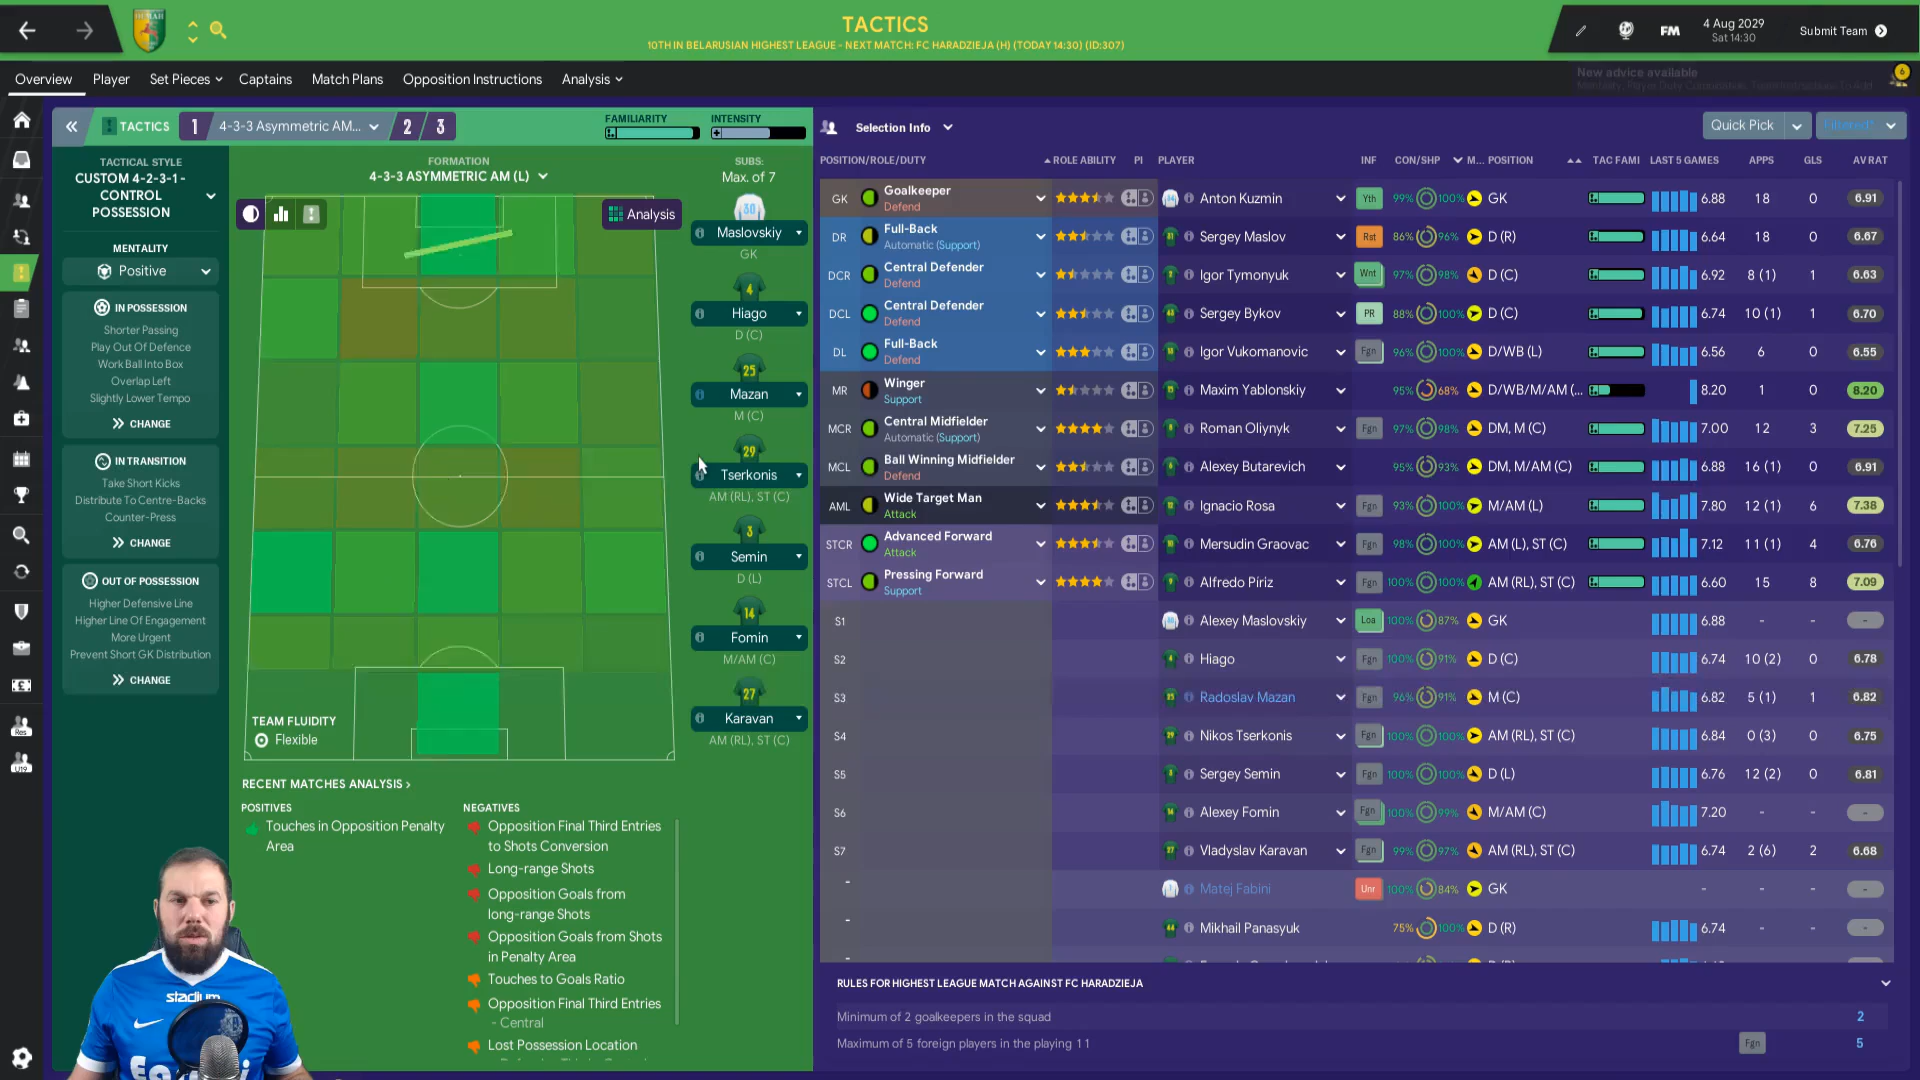 TACTICS
10TH IN BELARUSIAN HIGHEST LEAGUE - NEXT MATCH: FC HARADZIEJA (H) (TODAY 14:30) (ID:307)
FM
4 Aug 2029
Sat 14:30
Submit Team
Overview
Player
Set Pieces
Captains
Match Plans
Opposition Instructions
Analysis
New advice available
6
TACTICS
1
4-3-3 Asymmetric AM...
2
3
FAMILIARITY
INTENSITY
TACTICAL STYLE
CUSTOM 4-2-3-1 -
CONTROL
POSSESSION
MENTALITY
Positive
IN POSSESSION
Shorter Passing
Play Out Of Defence
Work Ball Into Box
Overlap Left
Slightly Lower Tempo
CHANGE
IN TRANSITION
Take Short Kicks
Distribute To Centre-Backs
Counter-Press
CHANGE
OUT OF POSSESSION
Higher Defensive Line
Higher Line Of Engagement
More Urgent
Prevent Short GK Distribution
CHANGE
Res
U19
FORMATION
4-3-3 ASYMMETRIC AM (L)
Analysis
TEAM FLUIDITY
Flexible
SUBS:
Max. of 7
30
Maslovskiy
GK
4
Hiago
D (C)
25
Mazan
M (C)
29
Tserkonis
AM (RL), ST (C)
3
Semin
D (L)
14
Fomin
M/AM (C)
27
Karavan
AM (RL), ST (C)
RECENT MATCHES ANALYSIS >
POSITIVES
Touches in Opposition Penalty
Area
NEGATIVES
Opposition Final Third Entries
to Shots Conversion
Long-range Shots
Opposition Goals from
long-range Shots
Opposition Goals from Shots
in Penalty Area
Touches to Goals Ratio
Opposition Final Third Entries
- Central
Lost Possession Location
stadium
Selection Info
Quick Pick
Filtered*
POSITION/ROLE/DUTY ROLE ABILITY PI PLAYER INF CON/SHP M... POSITION TAC FAMI LAST 5 GAMES APPS GLS AV RAT
GK Goalkeeper Defend Anton Kuzmin Yth 99% 100% GK 6.88 18 0 6.91
DR Full-Back Automatic (Support) Sergey Maslov Rst 86% 96% D (R) 6.64 18 0 6.67
DCR Central Defender Defend Igor Tymonyuk Wnt 97% 98% D (C) 6.92 8 (1) 1 6.63
DCL Central Defender Defend Sergey Bykov PR 88% 100% D (C) 6.74 10 (1) 1 6.70
DL Full-Back Defend Igor Vukomanovic Fgn 96% 100% D/WB (L) 6.56 6 0 6.55
MR Winger Support Maxim Yablonskiy 95% 68% D/WB/M/AM (... 8.20 1 0 8.20
MCR Central Midfielder Automatic (Support) Roman Oliynyk Fgn 97% 98% DM, M (C) 7.00 12 3 7.25
MCL Ball Winning Midfielder Defend Alexey Butarevich 95% 93% DM, M/AM (C) 6.88 16 (1) 0 6.91
AML Wide Target Man Attack Ignacio Rosa Fgn 93% 100% M/AM (L) 7.80 12 (1) 6 7.38
STCR Advanced Forward Attack Mersudin Graovac Fgn 98% 100% AM (L), ST (C) 7.12 11 (1) 4 6.76
STCL Pressing Forward Support Alfredo Píriz Fgn 100% 100% AM (RL), ST (C) 6.60 15 8 7.09
S1 Alexey Maslovskiy Loa 100% 87% GK 6.88 - - -
S2 Hiago Fgn 100% 91% D (C) 6.74 10 (2) 0 6.78
S3 Radoslav Mazan Fgn 96% 91% M (C) 6.82 5 (1) 1 6.82
S4 Nikos Tserkonis Fgn 100% 100% AM (RL), ST (C) 6.84 0 (3) 0 6.75
S5 Sergey Semin Fgn 100% 100% D (L) 6.76 12 (2) 0 6.81
S6 Alexey Fomin Fgn 100% 99% M/AM (C) 7.20 - - -
S7 Vladyslav Karavan Fgn 99% 97% AM (RL), ST (C) 6.74 2 (6) 2 6.68
- Matej Fabini Unr 100% 84% GK - - - -
- Mikhail Panasyuk 75% 100% D (R) 6.74 - - -
RULES FOR HIGHEST LEAGUE MATCH AGAINST FC HARADZIEJA
Minimum of 2 goalkeepers in the squad 2
Maximum of 5 foreign players in the playing 11 Fgn 5